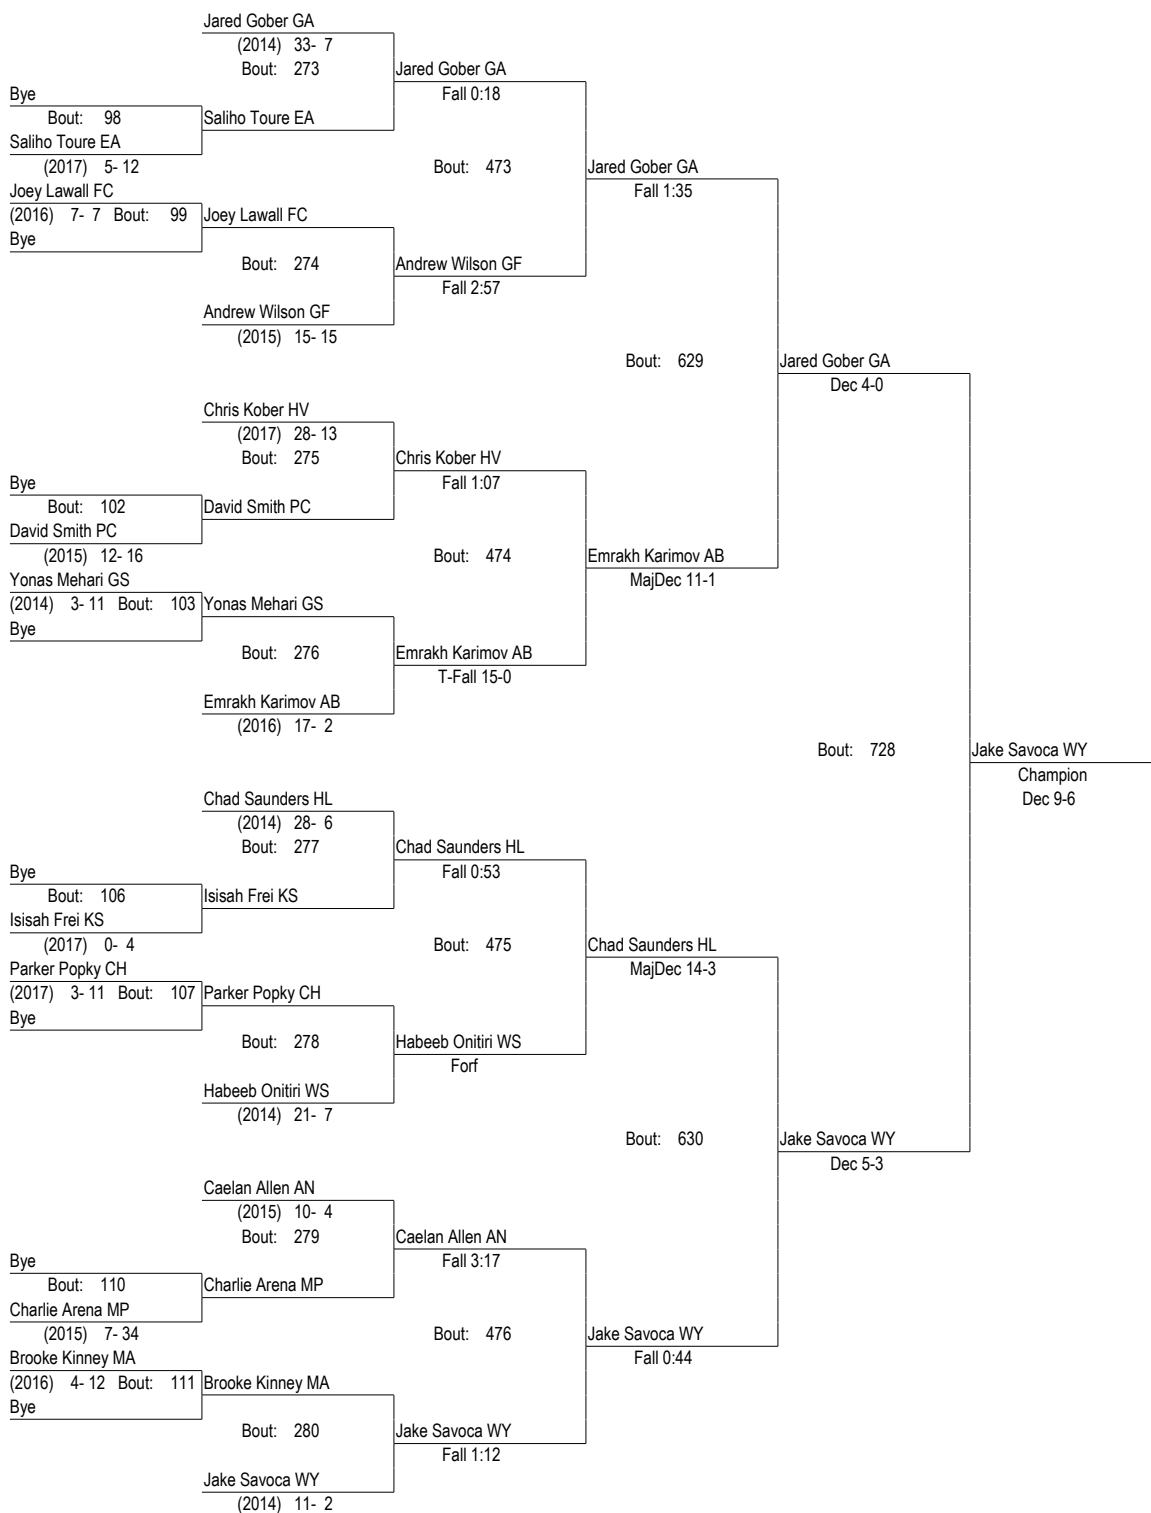 Jared Gober GA
(2014) 33- 7
Bout: 273
Jared Gober GA
Fall 0:18
Bye
Bout: 98
Saliho Toure EA
Saliho Toure EA
(2017) 5- 12
Bout: 473
Jared Gober GA
Fall 1:35
Joey Lawall FC
(2016) 7- 7 Bout: 99
Joey Lawall FC
Bye
Bout: 274
Andrew Wilson GF
Fall 2:57
Andrew Wilson GF
(2015) 15- 15
Bout: 629
Jared Gober GA
Dec 4-0
Chris Kober HV
(2017) 28- 13
Bout: 275
Chris Kober HV
Fall 1:07
Bye
Bout: 102
David Smith PC
David Smith PC
(2015) 12- 16
Bout: 474
Emrakh Karimov AB
MajDec 11-1
Yonas Mehari GS
(2014) 3- 11 Bout: 103
Yonas Mehari GS
Bye
Bout: 276
Emrakh Karimov AB
T-Fall 15-0
Emrakh Karimov AB
(2016) 17- 2
Bout: 728
Jake Savoca WY
Champion
Dec 9-6
Chad Saunders HL
(2014) 28- 6
Bout: 277
Chad Saunders HL
Fall 0:53
Bye
Bout: 106
Isisah Frei KS
Isisah Frei KS
(2017) 0- 4
Bout: 475
Chad Saunders HL
MajDec 14-3
Parker Popky CH
(2017) 3- 11 Bout: 107
Parker Popky CH
Bye
Bout: 278
Habeeb Onitiri WS
Forf
Habeeb Onitiri WS
(2014) 21- 7
Bout: 630
Jake Savoca WY
Dec 5-3
Caelan Allen AN
(2015) 10- 4
Bout: 279
Caelan Allen AN
Fall 3:17
Bye
Bout: 110
Charlie Arena MP
Charlie Arena MP
(2015) 7- 34
Bout: 476
Jake Savoca WY
Fall 0:44
Brooke Kinney MA
(2016) 4- 12 Bout: 111
Brooke Kinney MA
Bye
Bout: 280
Jake Savoca WY
Fall 1:12
Jake Savoca WY
(2014) 11- 2